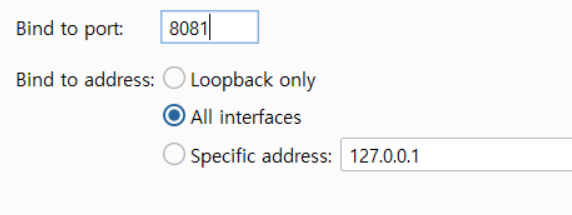 Bind to port: 8081
Bind to address: Loopback only
All interfaces
Specific address: 127.0.0.1